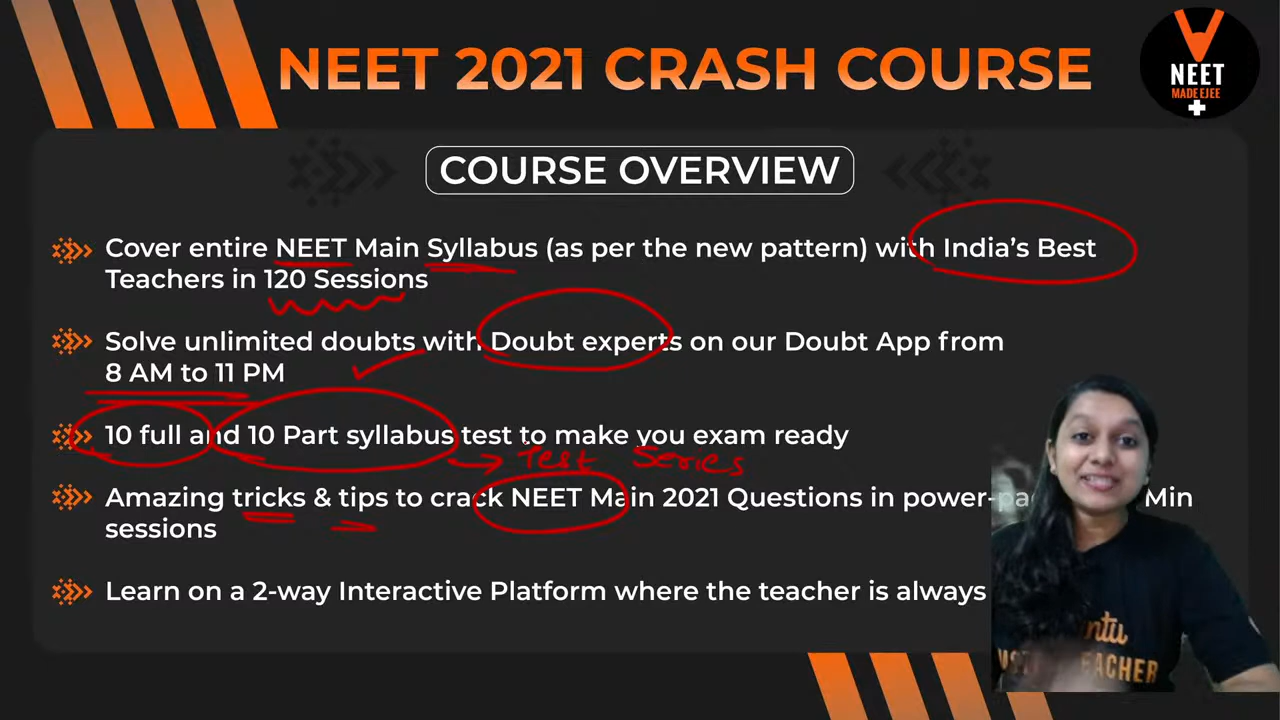 NEET 2021 CRASH COURSE
NEET
MADE EJEE
COURSE OVERVIEW
Cover entire NEET Main Syllabus (as per the new pattern) with India's Best
Teachers in 120 Sessions
Solve unlimited doubts with Doubt experts on our Doubt App from
8 AM to 11 PM
10 full and 10 Part syllabus test to make you exam ready
→ Test Series
Amazing tricks & tips to crack NEET Main 2021 Questions in Min
sessions
Learn on a 2-way Interactive Platform where the teacher is always